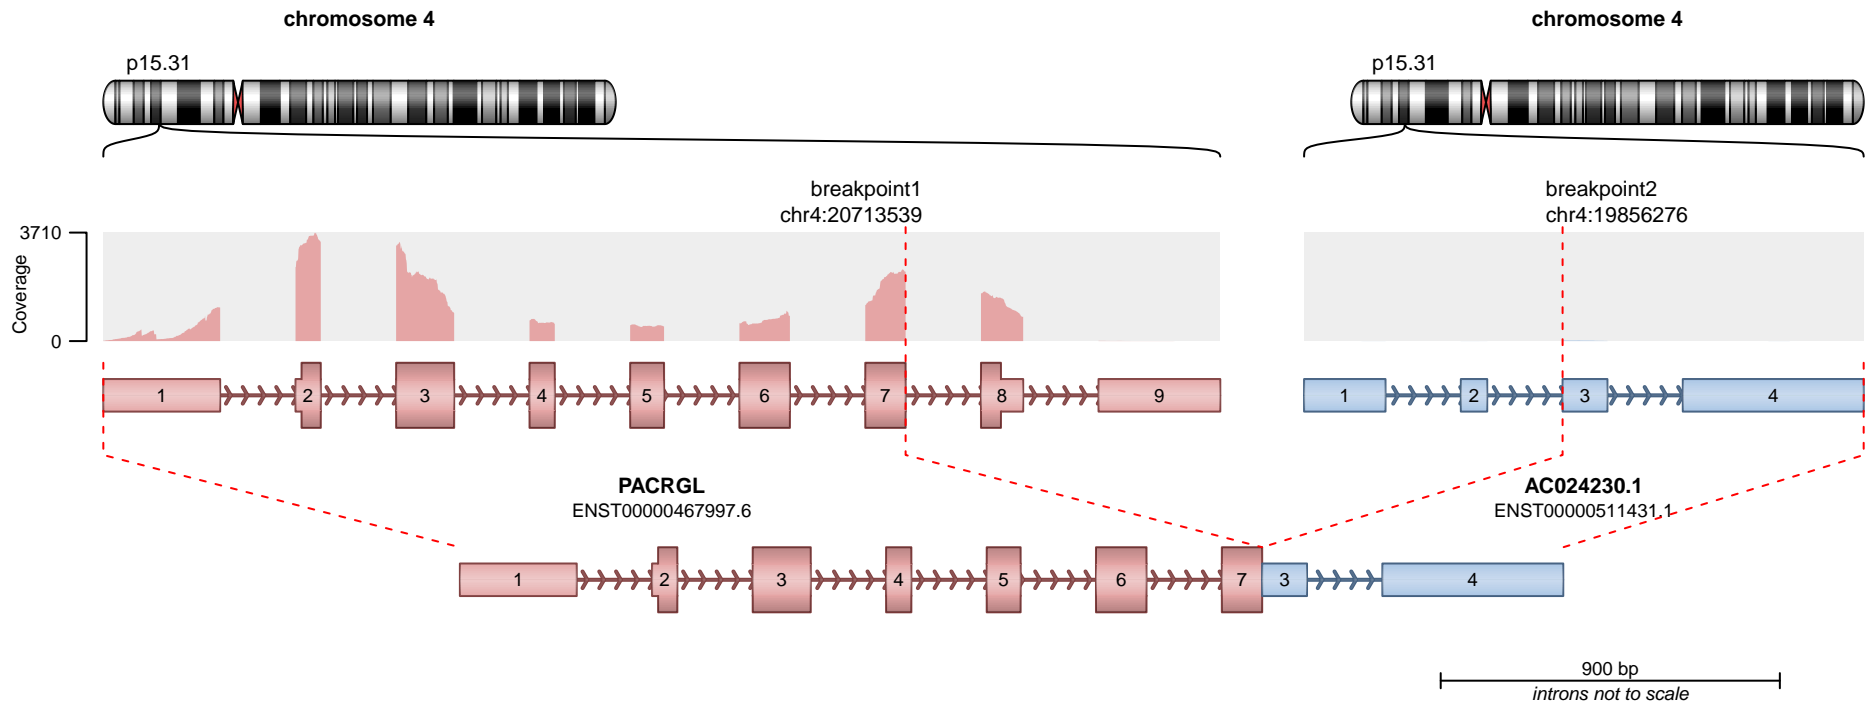 chromosome 4
chromosome 4
p15.31
p15.31
breakpoint1
chr4:20713539
breakpoint2
chr4:19856276
3710
0
Coverage
1 2 3 4 5 6 7 8 9
1 2 3 4
PACRGL
ENST00000467997.6
AC024230.1
ENST00000511431.1
1 2 3 4 5 6 7 3 4
900 bp
introns not to scale